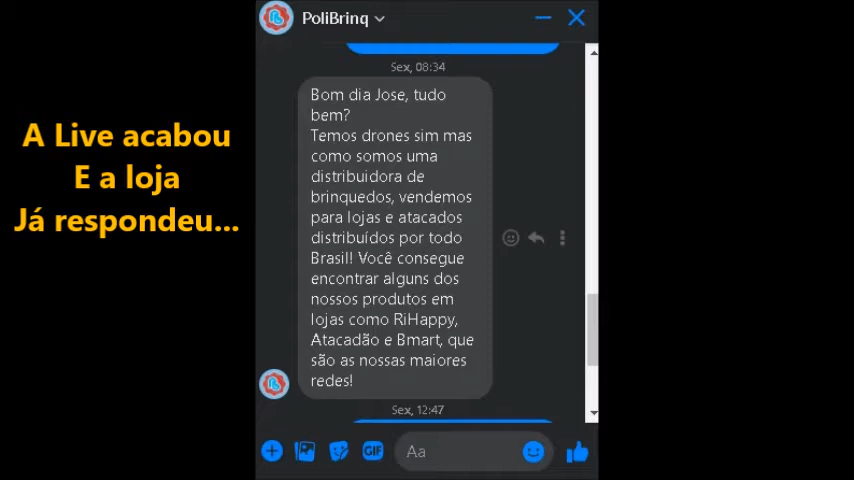 PoliBrinq
A Live acabou
E a loja
Já respondeu...
Sex, 08:34
Bom dia Jose, tudo
bem?
Temos drones sim mas
como somos uma
distribuidora de
brinquedos, vendemos
para lojas e atacados
distribuídos por todo
Brasil! Você consegue
encontrar alguns dos
nossos produtos em
lojas como RiHappy,
Atacadão e Bmart, que
são as nossas maiores
redes!
Sex, 12:47
GIF
Aa